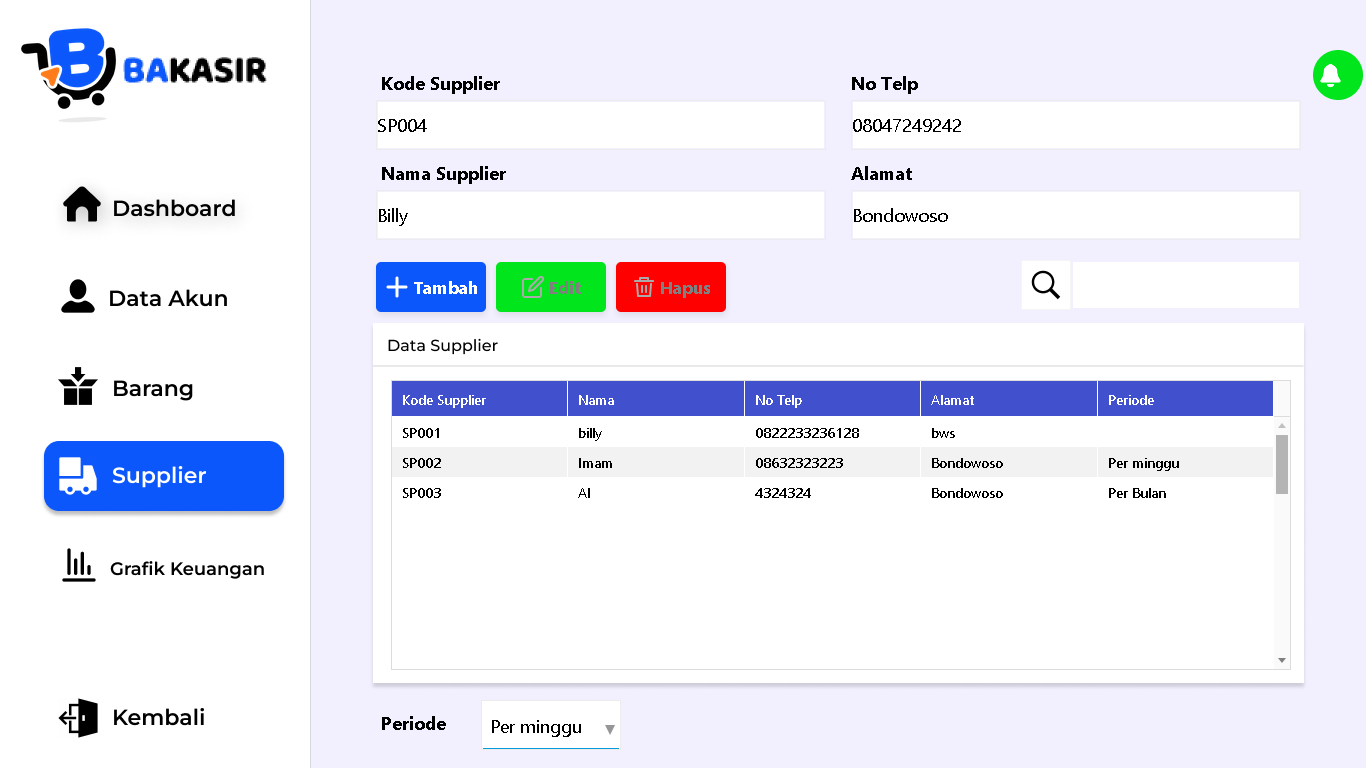 BAKASIR
Dashboard
Data Akun
Barang
Supplier
Grafik Keuangan
Kembali
Kode Supplier
No Telp
SP004
08047249242
Nama Supplier
Alamat
Billy
Bondowoso
Tambah
Edit
Hapus
Data Supplier
Kode Supplier Nama No Telp Alamat Periode
SP001 billy 0822233236128 bws
SP002 Imam 08632323223 Bondowoso Per minggu
SP003 Al 4324324 Bondowoso Per Bulan
Periode
Per minggu